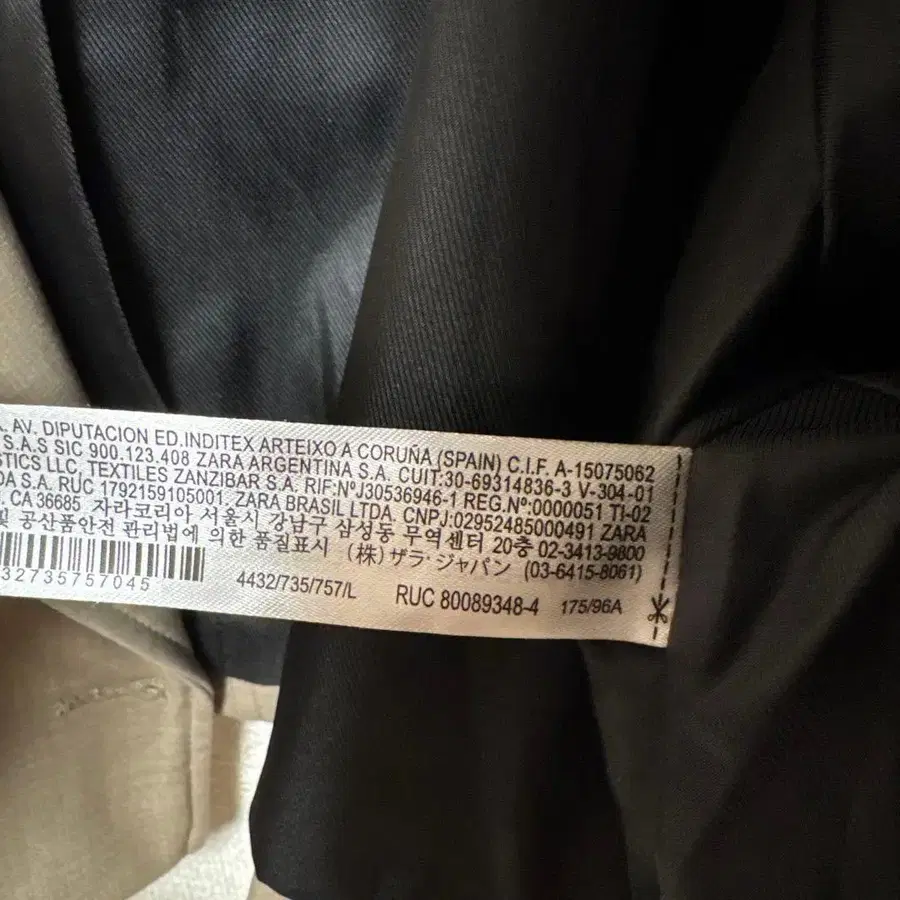 A. AV. DIPUTACION ED.INDITEX ARTEIXO A CORUÑA (SPAIN) C.I.F. A-15075062
S.A.S SIC 900.123.408 ZARA ARGENTINA S.A. CUIT:30-69314836-3 V-304-01
STICS LLC, TEXTILES ZANZIBAR S.A. RIF:NºJ30536946-1 REG.Nº:0000051 TI-02
DA S.A. RUC 1792159105001 ZARA BRASIL LTDA. CNPJ:02952485000491 ZARA
CA 36685 자라코리아 서울시 강남구 삼성동 무역센터 20층 02-3413-9800
및 공산품안전 관리법에 의한 품질표시 (株) ザラ・ジャパン (03-6415-8061)
32735757045 4432/735/757/L RUC 80089348-4 175/96A